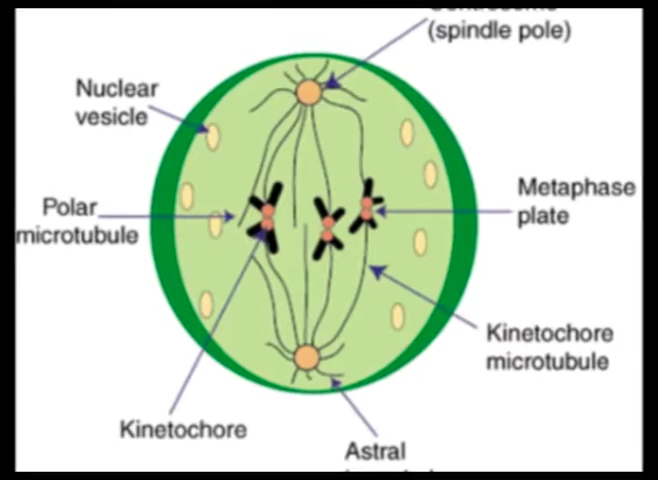 (spindle pole)
Nuclear
vesicle
Metaphase
plate
Polar
microtubule
Kinetochore
microtubule
Kinetochore
Astral